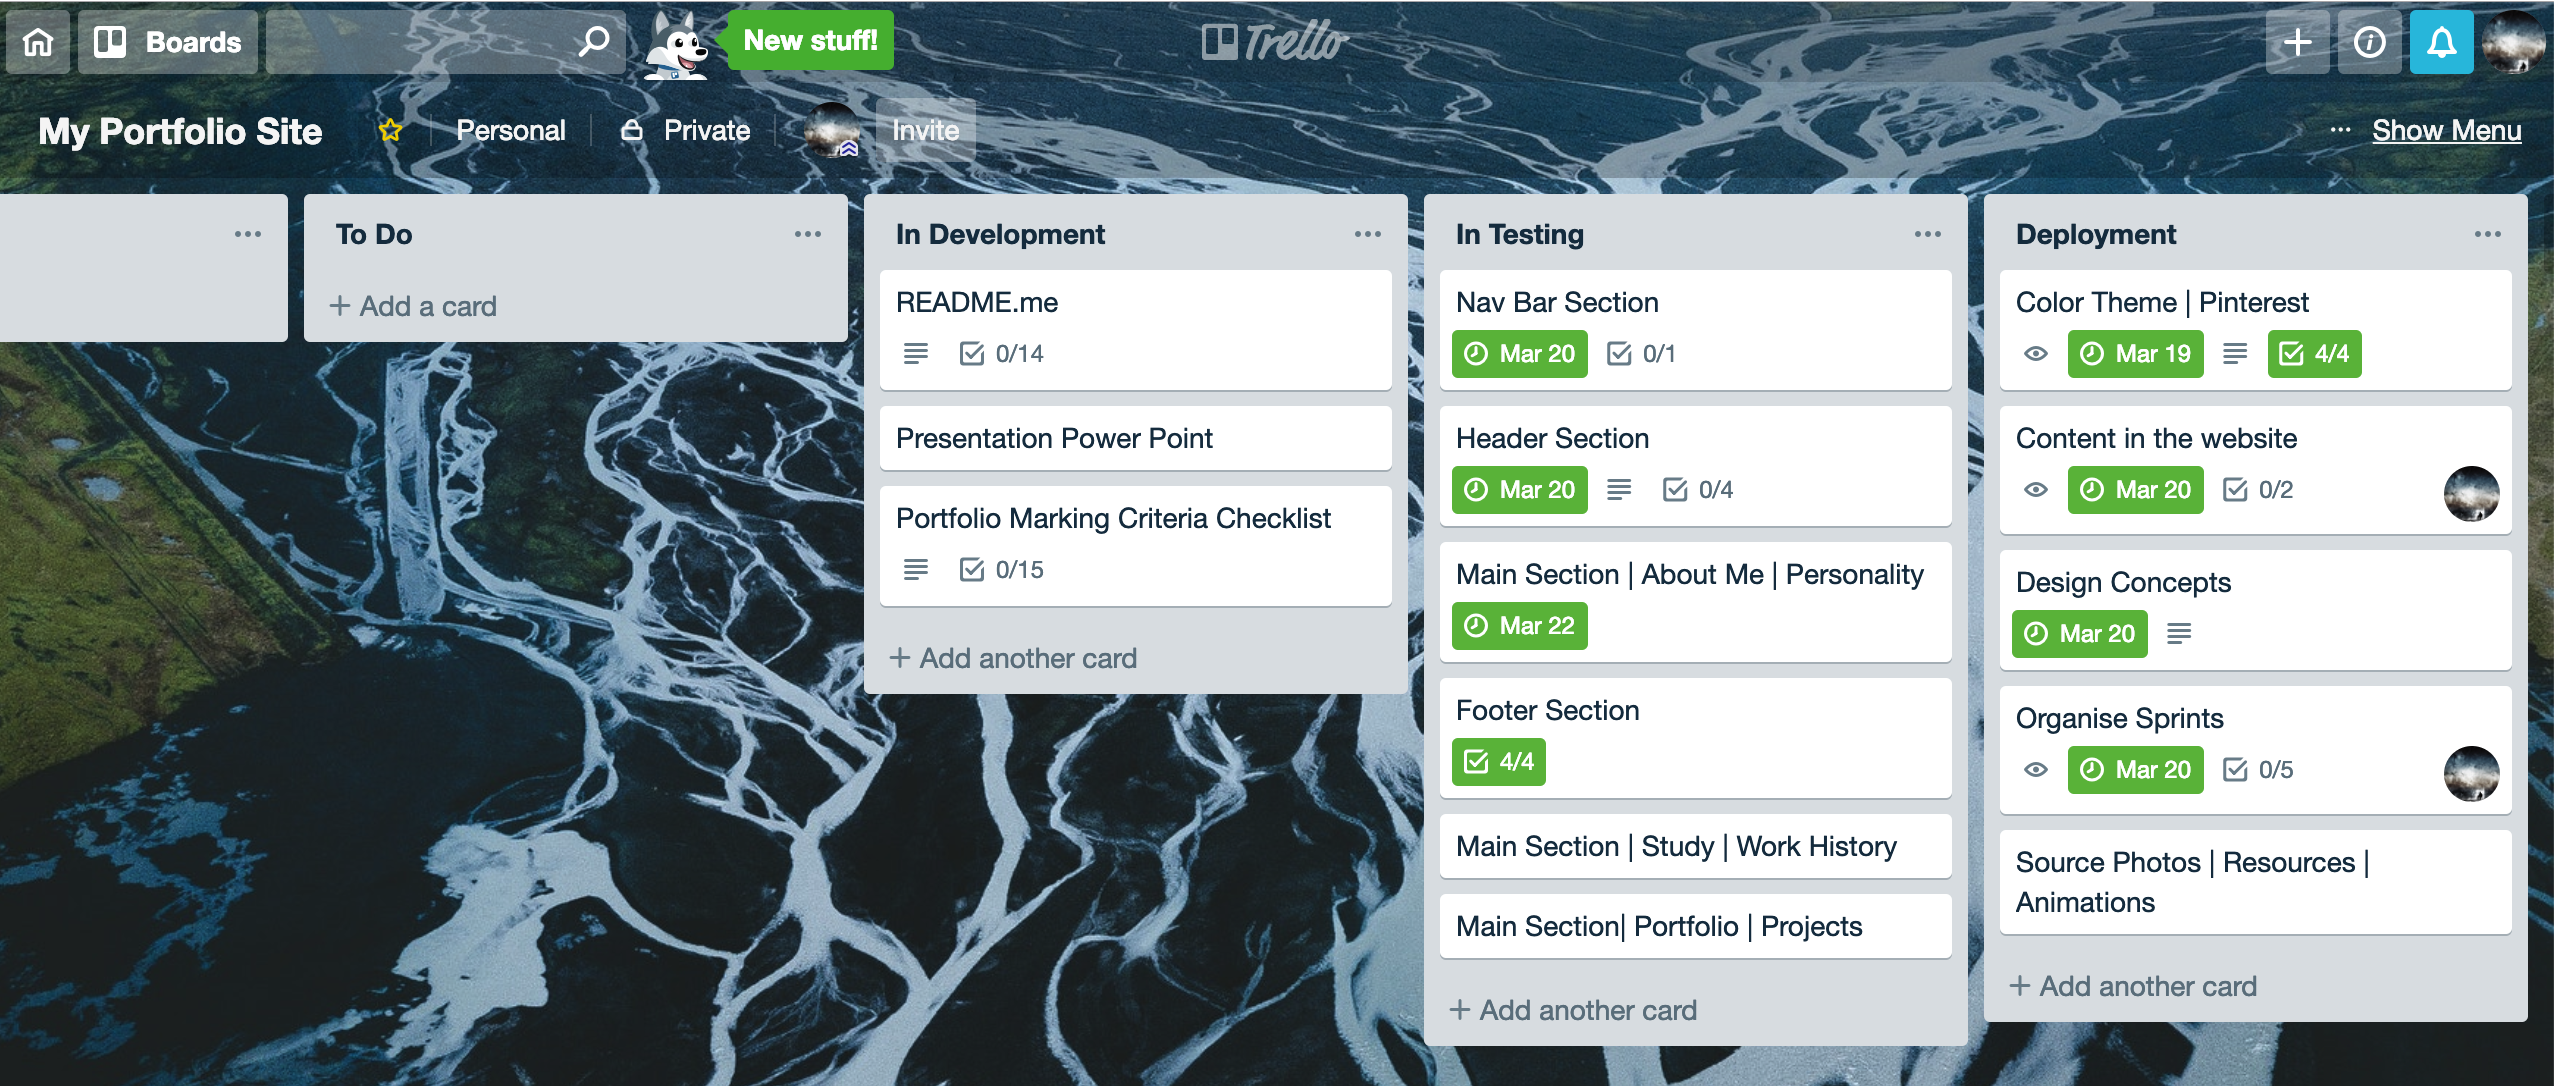 Boards
New stuff!
Trello
My Portfolio Site
Personal
Private
Invite
Show Menu
To Do
Add a card
In Development
README.me
0/14
Presentation Power Point
Portfolio Marking Criteria Checklist
0/15
Add another card
In Testing
Nav Bar Section
Mar 20
0/1
Header Section
Mar 20
0/4
Main Section | About Me | Personality
Mar 22
Footer Section
4/4
Main Section | Study | Work History
Main Section| Portfolio | Projects
Add another card
Deployment
Color Theme | Pinterest
Mar 19
4/4
Content in the website
Mar 20
0/2
Design Concepts
Mar 20
Organise Sprints
Mar 20
0/5
Source Photos | Resources |
Animations
Add another card